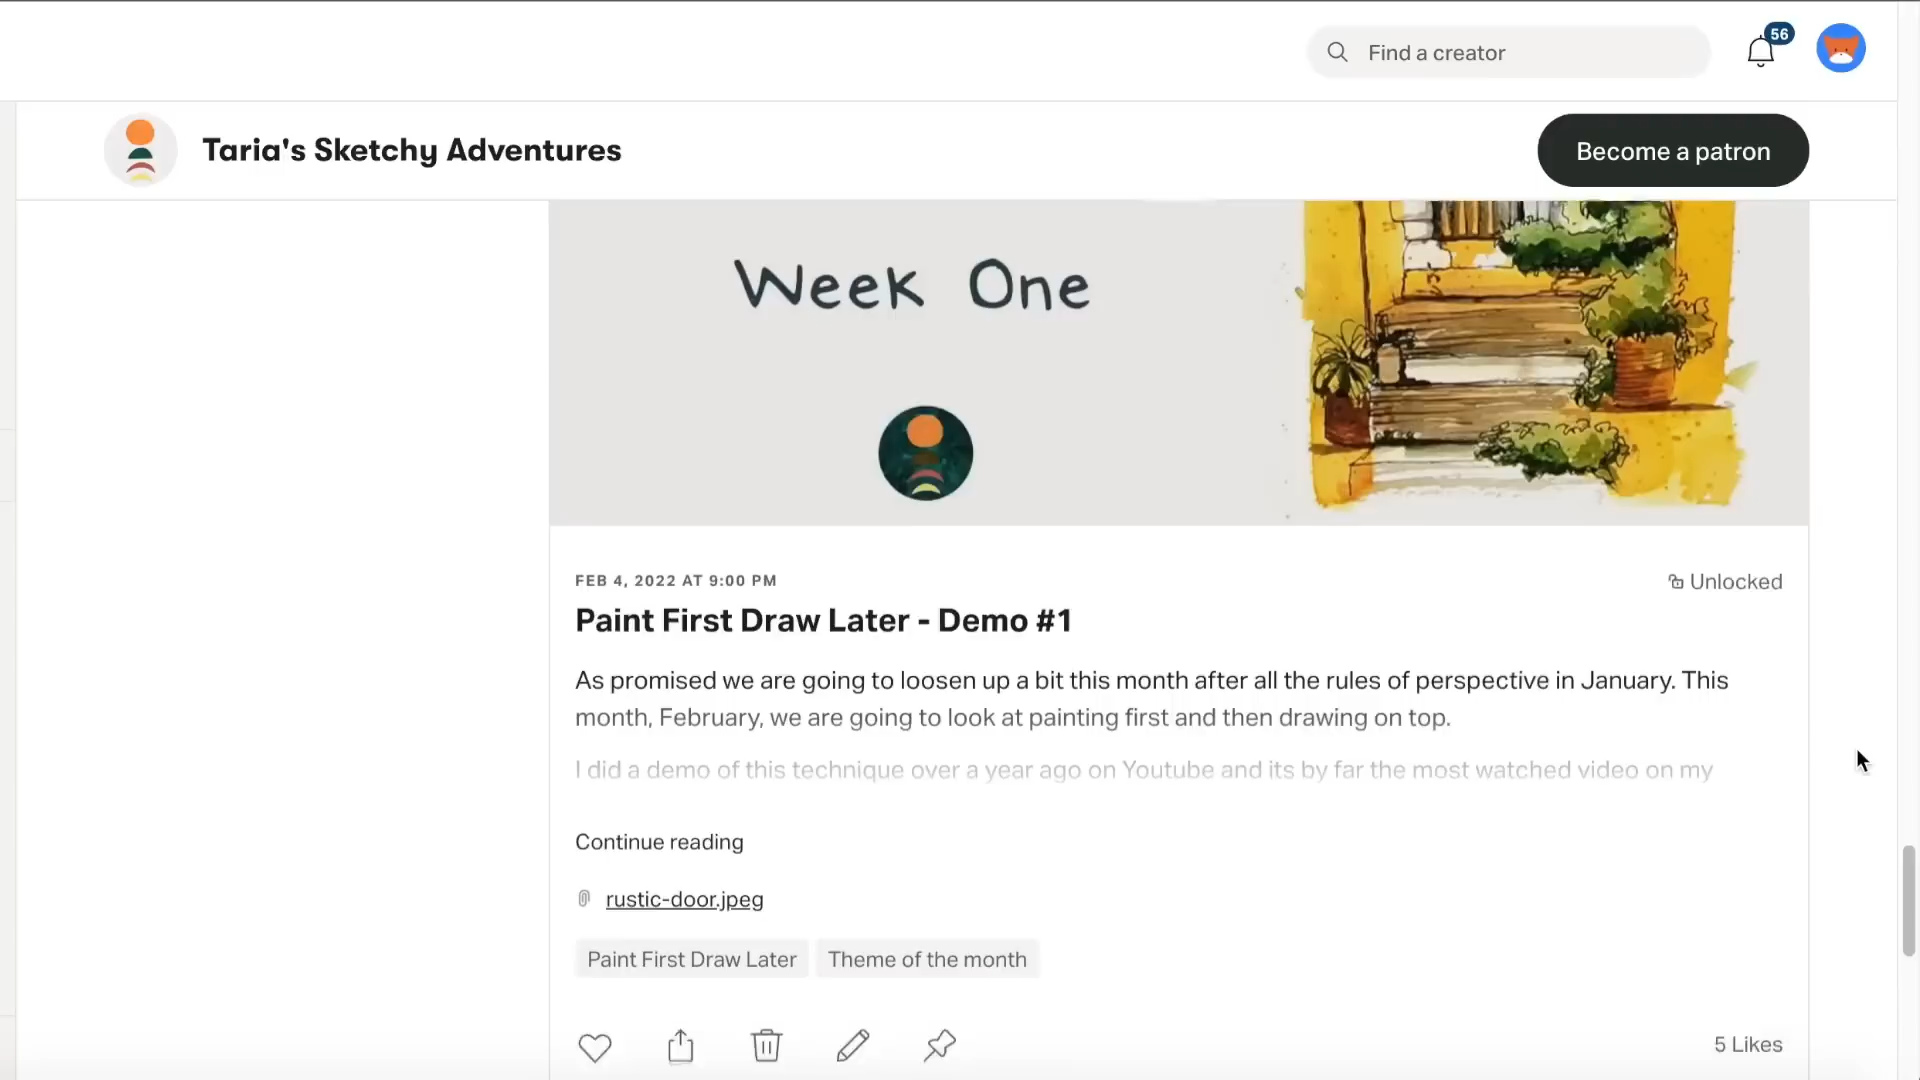 56
Find a creator
Taria's Sketchy Adventures
Become a patron
Week One
FEB 4, 2022 AT 9:00 PM
Unlocked
Paint First Draw Later - Demo #1
As promised we are going to loosen up a bit this month after all the rules of perspective in January. This
month, February, we are going to look at painting first and then drawing on top.
I did a demo of this technique over a year ago on Youtube and its by far the most watched video on my
Continue reading
rustic-door.jpeg
Paint First Draw Later
Theme of the month
5 Likes